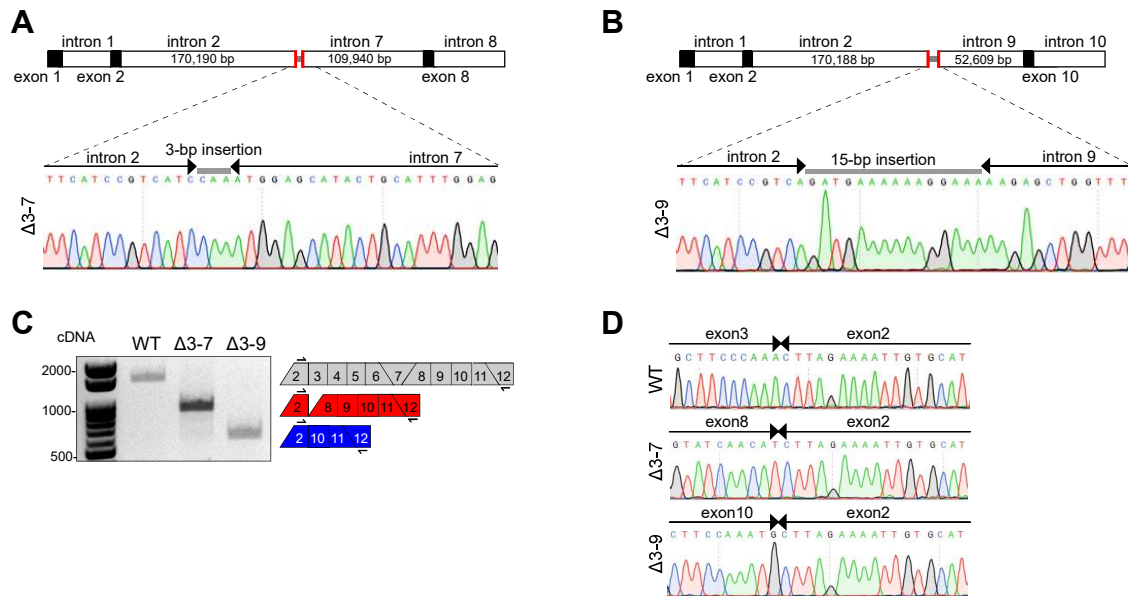 A
intron 1 intron 2 intron 7 intron 8
170,190 bp 109,940 bp
exon 1 exon 2 exon 8
3-bp insertion
intron 2 intron 7
TTCATCCGTCATCCAAATGGAGCATACTGCATTTGGAG
Δ3-7
B
intron 1 intron 2 intron 9 intron 10
170,188 bp 52,609 bp
exon 1 exon 2 exon 10
intron 2 15-bp insertion intron 9
TTCATCCGTCAGATGAAAAAAAGGAAAAAGAGCTGGTTT
Δ3-9
C
cDNA WT Δ3-7 Δ3-9
2000-
1000-
500-
2 3 4 5 6 7 8 9 10 11 12
2 8 9 10 11 12
2 10 11 12
D
exon3 exon2
GCTTCCCAAACTTAGAAAATTGTGCAT
WT
exon8 exon2
GTATCAACATCTTAGAAAATTGTGCAT
Δ3-7
exon10 exon2
CTTCCAAATGCTTAGAAAATTGTGCAT
Δ3-9